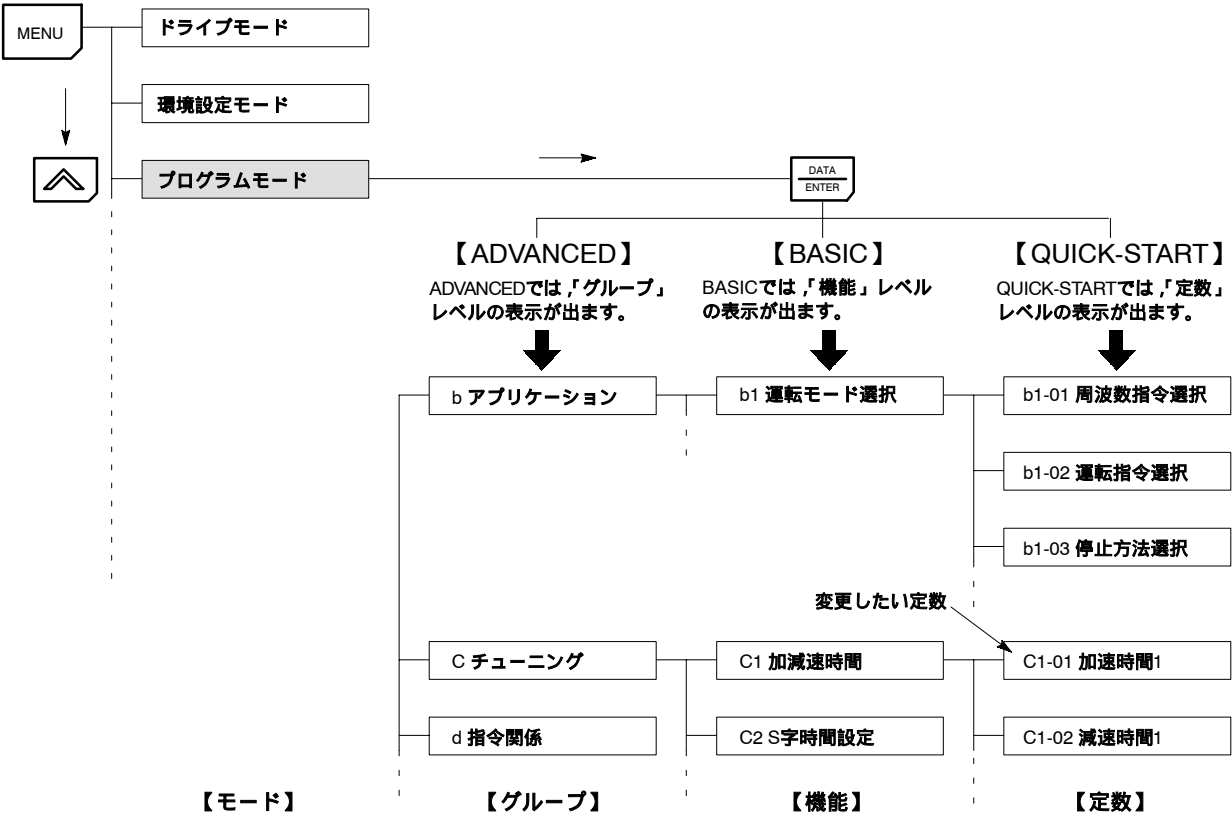 MENU
ドライブモード
環境設定モード
プログラムモード
DATA
ENTER
【ADVANCED】
ADVANCEDでは,「グループ」
レベルの表示が出ます。
【BASIC】
BASICでは,「機能」レベル
の表示が出ます。
【QUICK-START】
QUICK-STARTでは,「定数」
レベルの表示が出ます。
b アプリケーション
b1 運転モード選択
b1-01 周波数指令選択
b1-02 運転指令選択
b1-03 停止方法選択
変更したい定数
C チューニング
C1 加減速時間
C1-01 加速時間1
d 指令関係
C2 S字時間設定
C1-02 減速時間1
【モード】
【グループ】
【機能】
【定数】